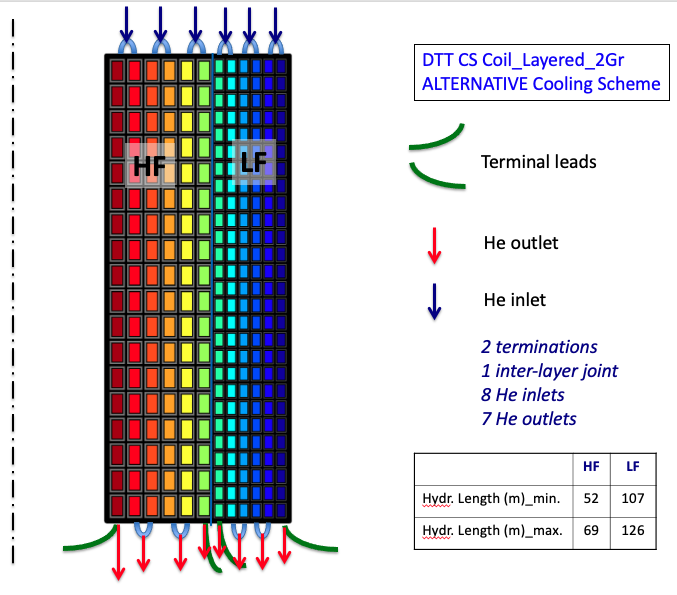 DTT CS Coil_Layered_2Gr
ALTERNATIVE Cooling Scheme
HF
LF
Terminal leads
He outlet
He inlet
2 terminations
1 inter-layer joint
8 He inlets
7 He outlets
HF LF
Hydr. Length (m)_min. 52 107
Hydr. Length (m)_max. 69 126